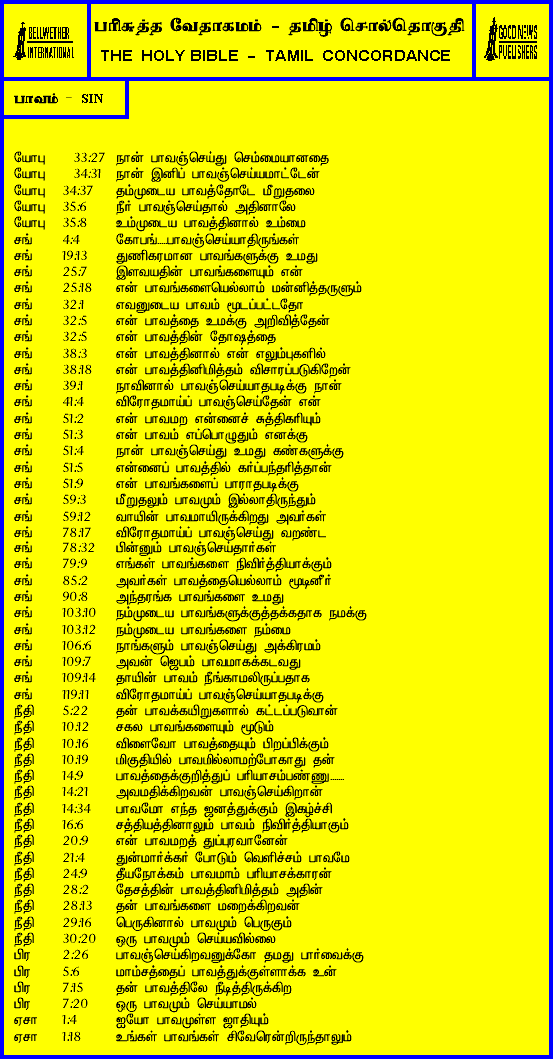 BELLWETHER
INTERNATIONAL
பரிசுத்த வேதாகமம் - தமிழ் சொல்தொகுதி
THE HOLY BIBLE - TAMIL CONCORDANCE
GOOD NEWS
PUBLISHERS
பாவம் - SIN
யோபு 33:27 நான் பாவஞ்செய்து செம்மையானதை
யோபு 34:31 நான் இனிப் பாவஞ்செய்யமாட்டேன்
யோபு 34:37 தம்முடைய பாவத்தோடே மீறுதலை
யோபு 35:6 நீர் பாவஞ்செய்தால் அதினாலே
யோபு 35:8 உம்முடைய பாவத்தினால் உம்மை
சங் 4:4 கோபங்....பாவஞ்செய்யாதிருங்கள்
சங் 19:13 துணிகரமான பாவங்களுக்கு உமது
சங் 25:7 இளவயதின் பாவங்களையும் என்
சங் 25:18 என் பாவங்களையெல்லாம் மன்னித்தருளும்
சங் 32:1 எவனுடைய பாவம் மூடப்பட்டதோ
சங் 32:5 என் பாவத்தை உமக்கு அறிவித்தேன்
சங் 32:5 என் பாவத்தின் தோஷத்தை
சங் 38:3 என் பாவத்தினால் என் எலும்புகளில்
சங் 38:18 என் பாவத்தினிமித்தம் விசாரப்படுகிறேன்
சங் 39:1 நாவினால் பாவஞ்செய்யாதபடிக்கு நான்
சங் 41:4 விரோதமாய்ப் பாவஞ்செய்தேன் என்
சங் 51:2 என் பாவமற என்னைச் சுத்திகரியும்
சங் 51:3 என் பாவம் எப்பொழுதும் எனக்கு
சங் 51:4 நான் பாவஞ்செய்து உமது கண்களுக்கு
சங் 51:5 என்னைப் பாவத்தில் கர்ப்பந்தரித்தான்
சங் 51:9 என் பாவங்களைப் பாராதபடிக்கு
சங் 59:3 மீறுதலும் பாவமும் இல்லாதிருந்தும்
சங் 59:12 வாயின் பாவமாயிருக்கிறது அவர்கள்
சங் 78:17 விரோதமாய்ப் பாவஞ்செய்து வறண்ட
சங் 78:32 பின்னும் பாவஞ்செய்தார்கள்
சங் 79:9 எங்கள் பாவங்களை நிவிர்த்தியாக்கும்
சங் 85:2 அவர்கள் பாவத்தையெல்லாம் மூடினீர்
சங் 90:8 அந்தரங்க பாவங்களை உமது
சங் 103:10 நம்முடைய பாவங்களுக்குத்தக்கதாக நமக்கு
சங் 103:12 நம்முடைய பாவங்களை நம்மை
சங் 106:6 நாங்களும் பாவஞ்செய்து அக்கிரமம்
சங் 109:7 அவன் ஜெபம் பாவமாகக்கடவது
சங் 109:14 தாயின் பாவம் நீங்காமலிருப்பதாக
சங் 119:11 விரோதமாய்ப் பாவஞ்செய்யாதபடிக்கு
நீதி 5:22 தன் பாவக்கயிறுகளால் கட்டப்படுவான்
நீதி 10:12 சகல பாவங்களையும் மூடும்
நீதி 10:16 விளைவோ பாவத்தையும் பிறப்பிக்கும்
நீதி 10:19 மிகுதியில் பாவமில்லாமற்போகாது தன்
நீதி 14:9 பாவத்தைக்குறித்துப் பரியாசம்பண்ணு.......
நீதி 14:21 அவமதிக்கிறவன் பாவஞ்செய்கிறான்
நீதி 14:34 பாவமோ எந்த ஜனத்துக்கும் இகழ்ச்சி
நீதி 16:6 சத்தியத்தினாலும் பாவம் நிவிர்த்தியாகும்
நீதி 20:9 என் பாவமறத் துப்புரவானேன்
நீதி 21:4 துன்மார்க்கர் போடும் வெளிச்சம் பாவமே
நீதி 24:9 தீயநோக்கம் பாவமாம் பரியாசக்காரன்
நீதி 28:2 தேசத்தின் பாவத்தினிமித்தம் அதின்
நீதி 28:13 தன் பாவங்களை மறைக்கிறவன்
நீதி 29:16 பெருகினால் பாவமும் பெருகும்
நீதி 30:20 ஒரு பாவமும் செய்யவில்லை
பிர 2:26 பாவஞ்செய்கிறவனுக்கோ தமது பார்வைக்கு
பிர 5:6 மாம்சத்தைப் பாவத்துக்குள்ளாக்க உன்
பிர 7:15 தன் பாவத்திலே நீடித்திருக்கிற
பிர 7:20 ஒரு பாவமும் செய்யாமல்
ஏசா 1:4 ஐயோ பாவமுள்ள ஜாதியும்
ஏசா 1:18 உங்கள் பாவங்கள் சிவேரென்றிருந்தாலும்